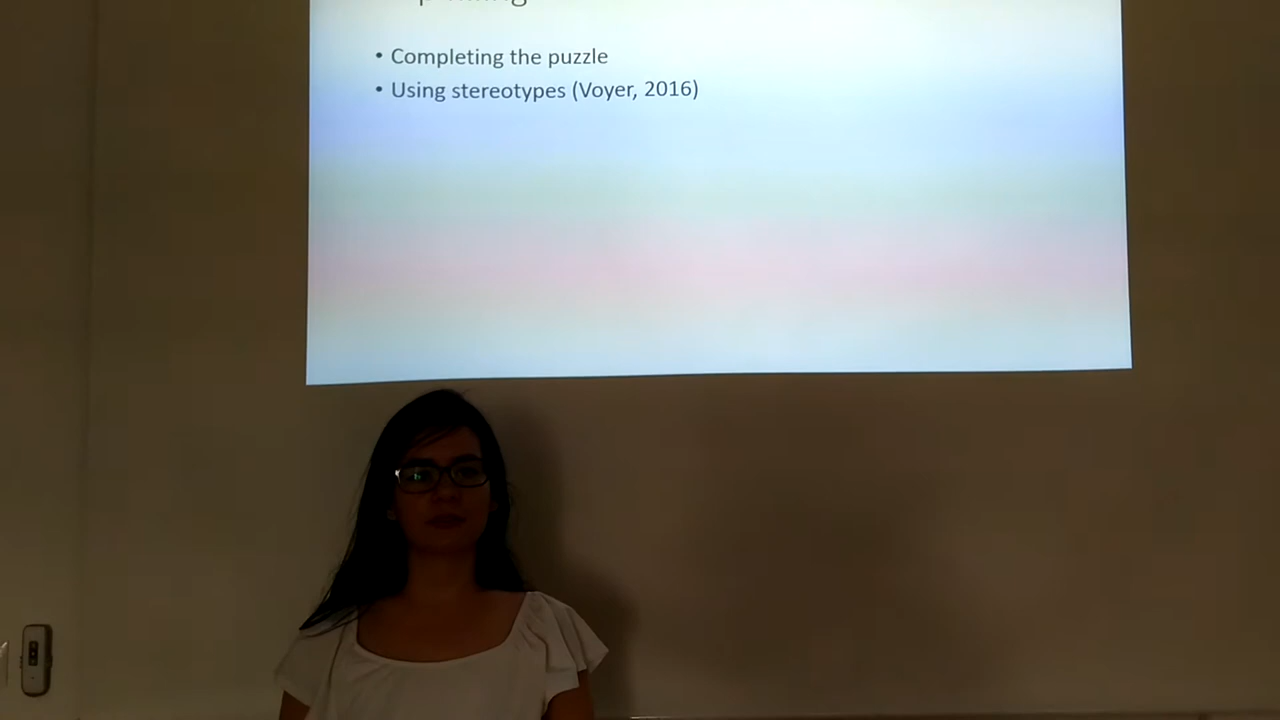 • Completing the puzzle
• Using stereotypes (Voyer, 2016)